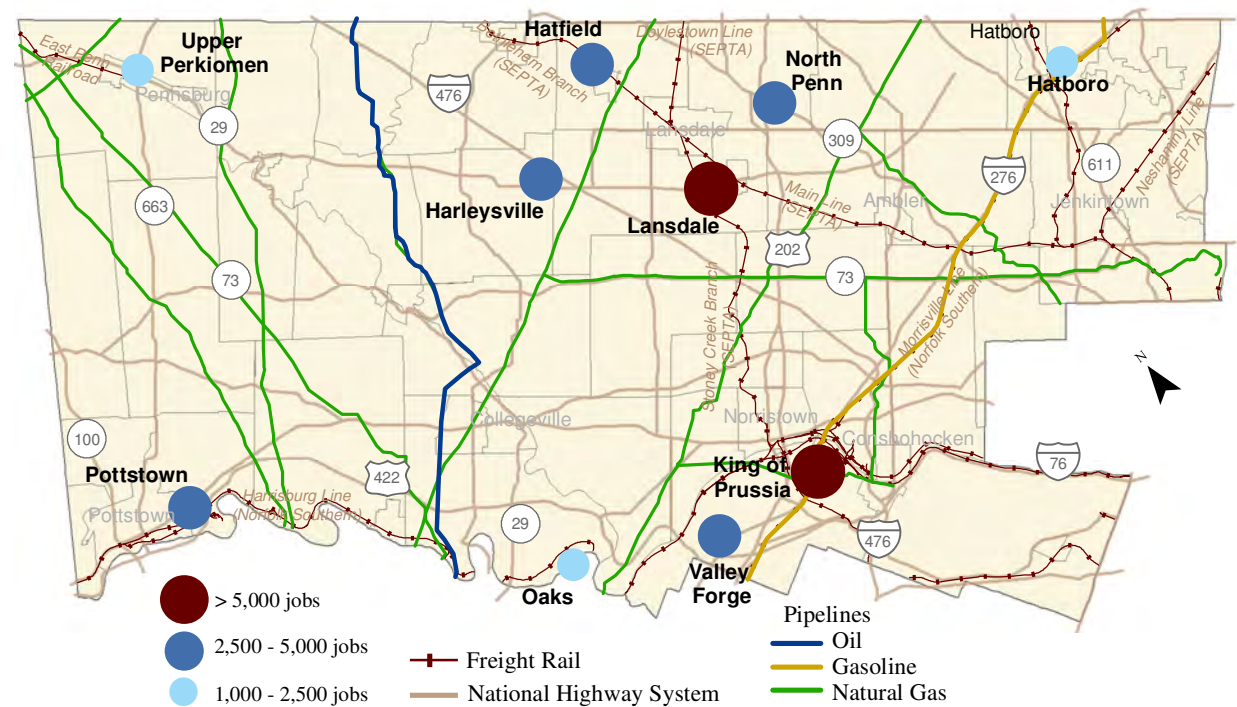 Hatfield
Bethlehem Branch
(SEPTA)
Doylestown Line
(SEPTA)
Hatboro
Upper
Perkiomen
East Penn
Railroad
Pennsburg
North
Penn
Hatboro
476
29
Lansdale
309
276
611
Neshaminy Line
(SEPTA)
663
Harleysville
Lansdale
Main Line
(SEPTA)
Ambler
Jenkintown
202
73
73
Stoney Creek Branch
(SEPTA)
Morrisville Line
(Norfolk Southern)
N
Collegeville
Norristown
Conshohocken
100
Pottstown
422
King of
Prussia
76
Pottstown
Harrisburg Line
(Norfolk Southern)
29
476
Oaks
Valley
Forge
> 5,000 jobs
2,500 - 5,000 jobs
1,000 - 2,500 jobs
Freight Rail
National Highway System
Pipelines
Oil
Gasoline
Natural Gas